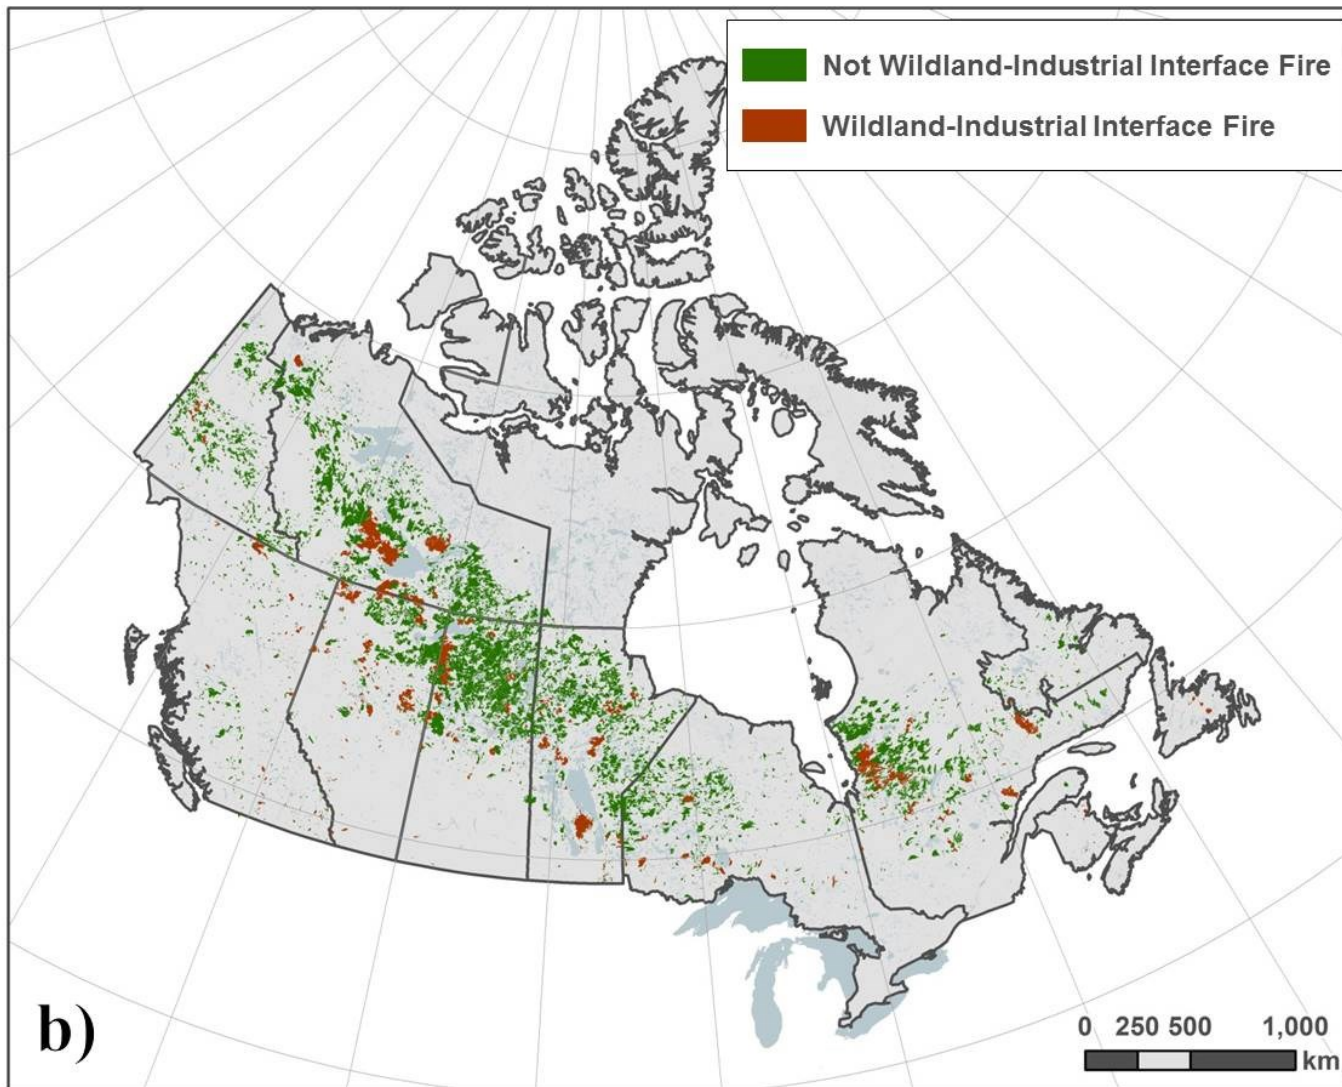 Not Wildland-Industrial Interface Fire
Wildland-Industrial Interface Fire
b)
0 250 500 1,000
km